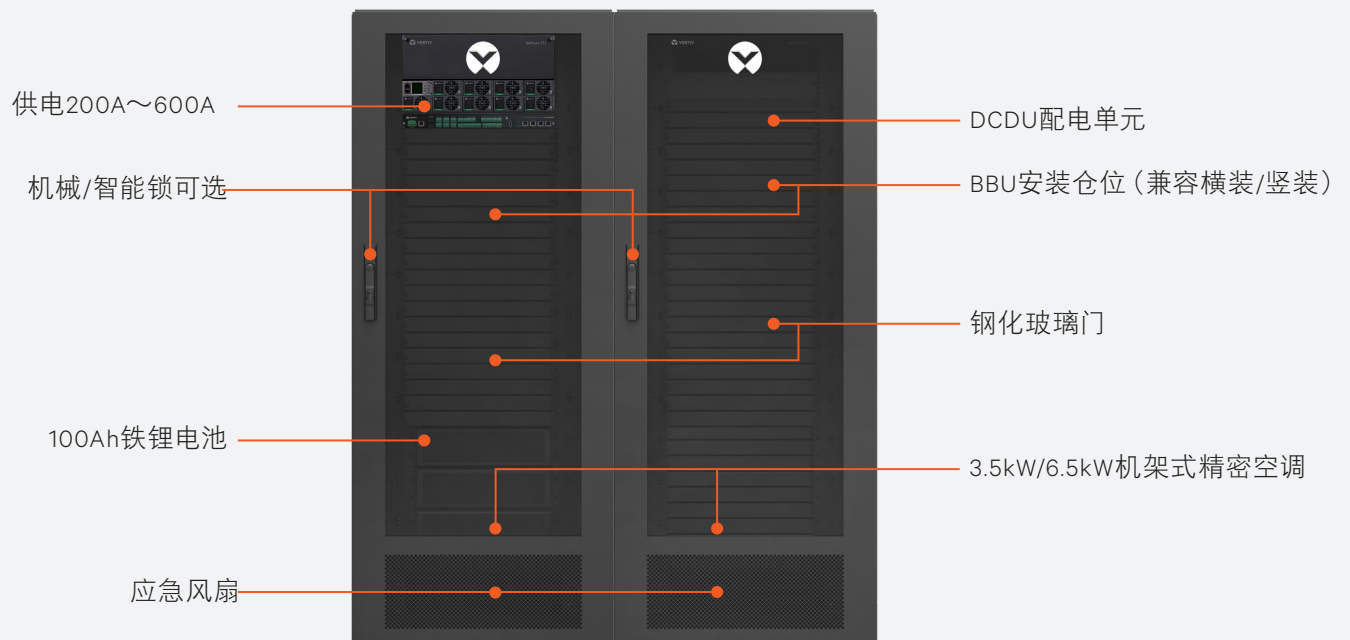 VERTIV
VERTIV
供电200A～600A
机械/智能锁可选
100Ah铁锂电池
应急风扇
DCDU配电单元
BBU安装仓位（兼容横装/竖装）
钢化玻璃门
3.5kW/6.5kW机架式精密空调